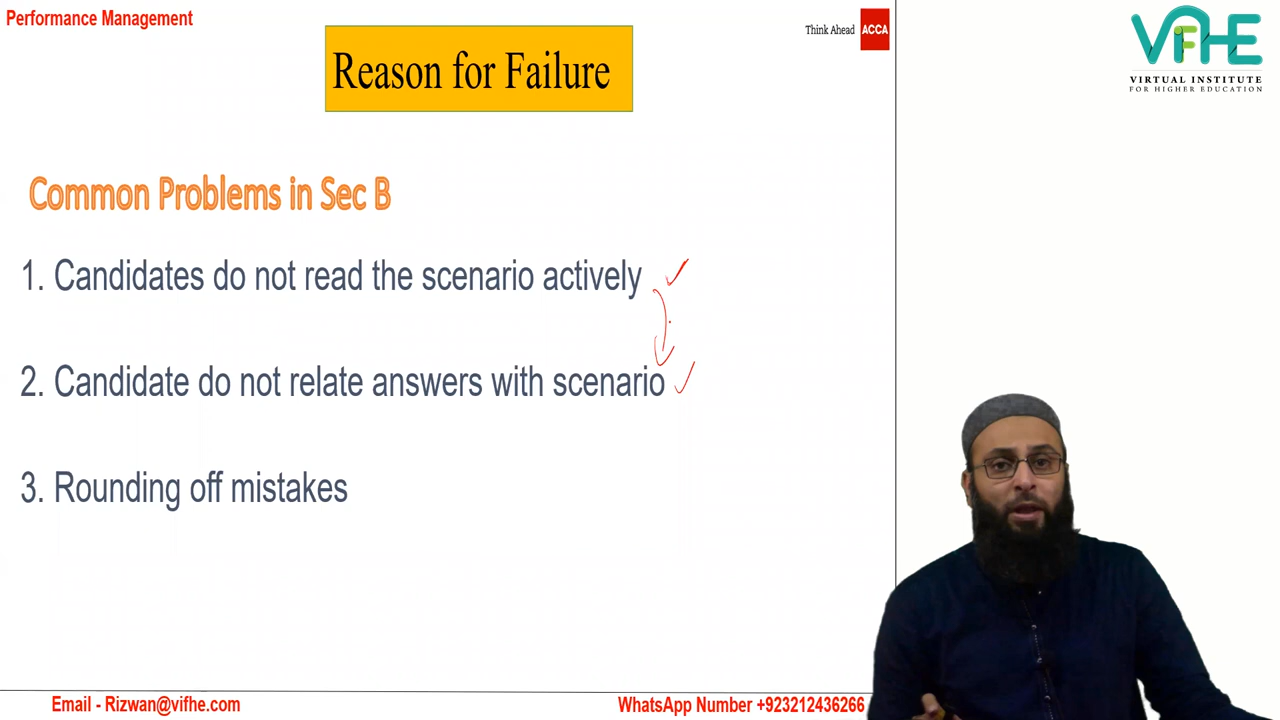 Performance Management
Think Ahead ACCA
VIFHE
VIRTUAL INSTITUTE
FOR HIGHER EDUCATION
Reason for Failure
Common Problems in Sec B
1. Candidates do not read the scenario actively
2. Candidate do not relate answers with scenario
3. Rounding off mistakes
Email - Rizwan@vifhe.com
WhatsApp Number +923212436266